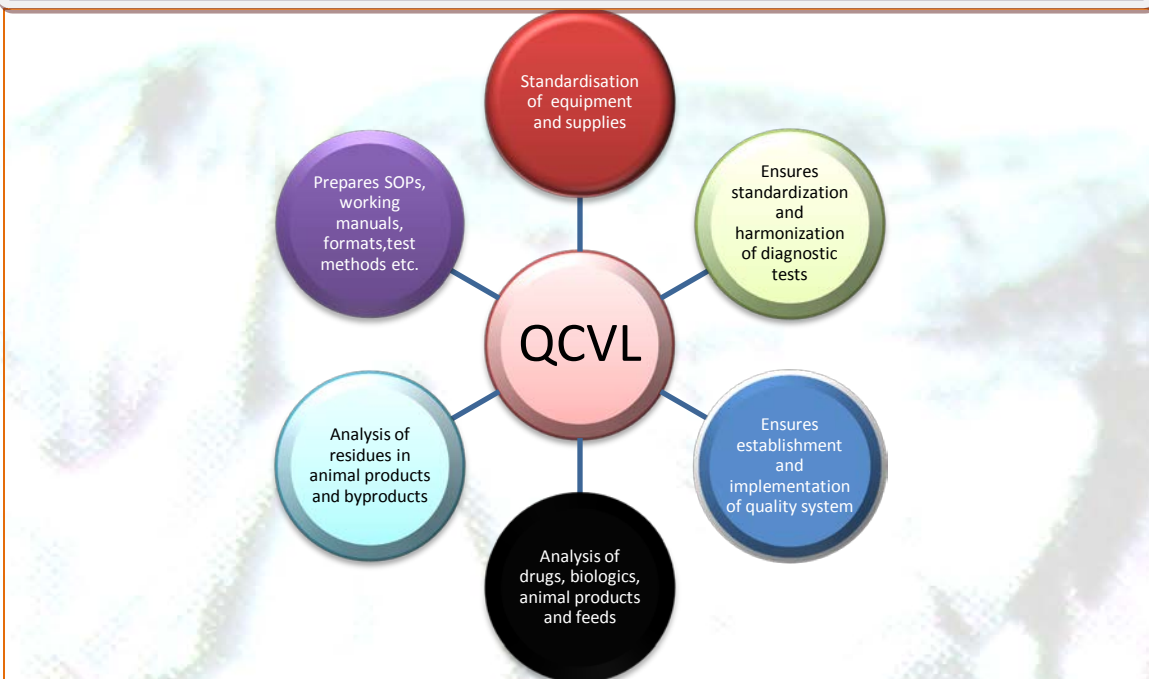 Standardisation
of equipment
and supplies
Ensures
standardization
and
harmonization
of diagnostic
tests
Prepares SOPs,
working
manuals,
formats,test
methods etc.
QCVL
Ensures
establishment
and
implementation
of quality system
Analysis of
residues in
animal products
and byproducts
Analysis of
drugs, biologics,
animal products
and feeds